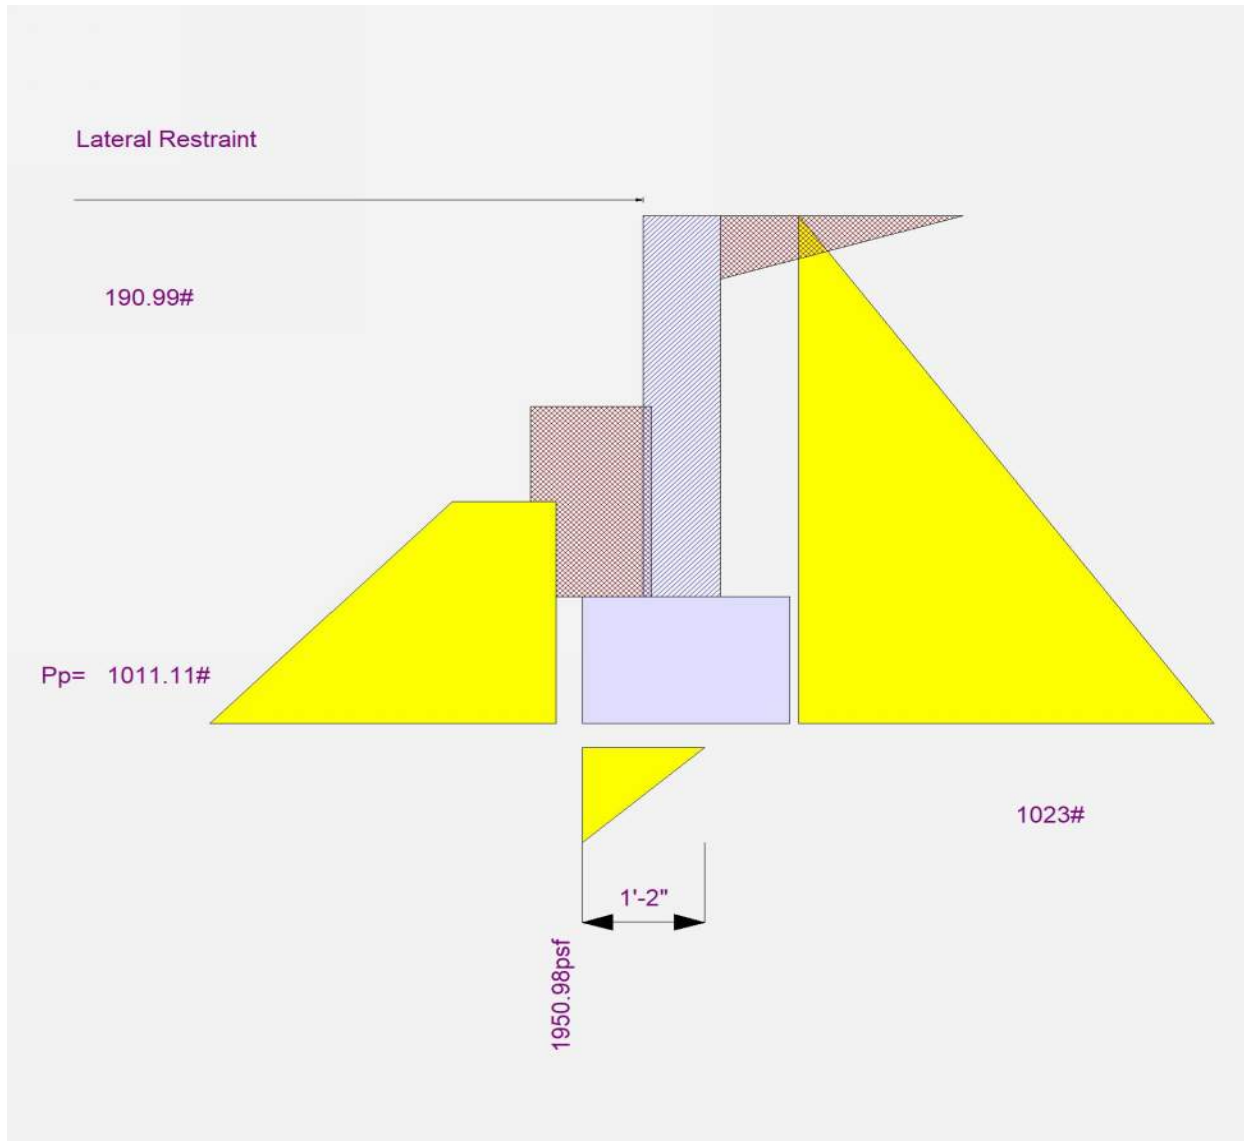 Lateral Restraint
190.99#
Pp= 1011.11#
1023#
1'-2"
1950.98psf